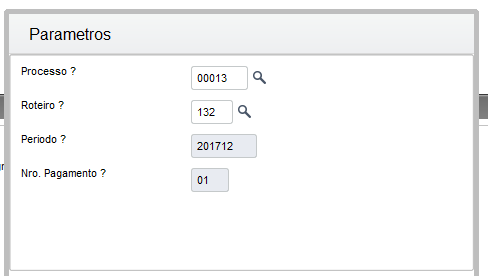 Parametros
Processo ? 00013
Roteiro ? 132
Periodo ? 201712
Nro. Pagamento ? 01